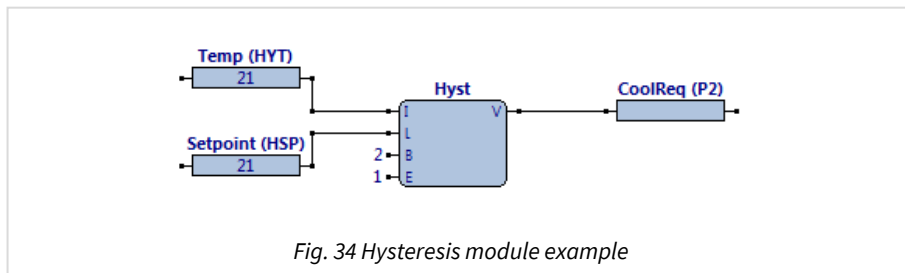 Temp (HYT)
21
Hyst
CoolReq (P2)
I
V
L
Setpoint (HSP)
21
2
B
1
E
Fig. 34 Hysteresis module example